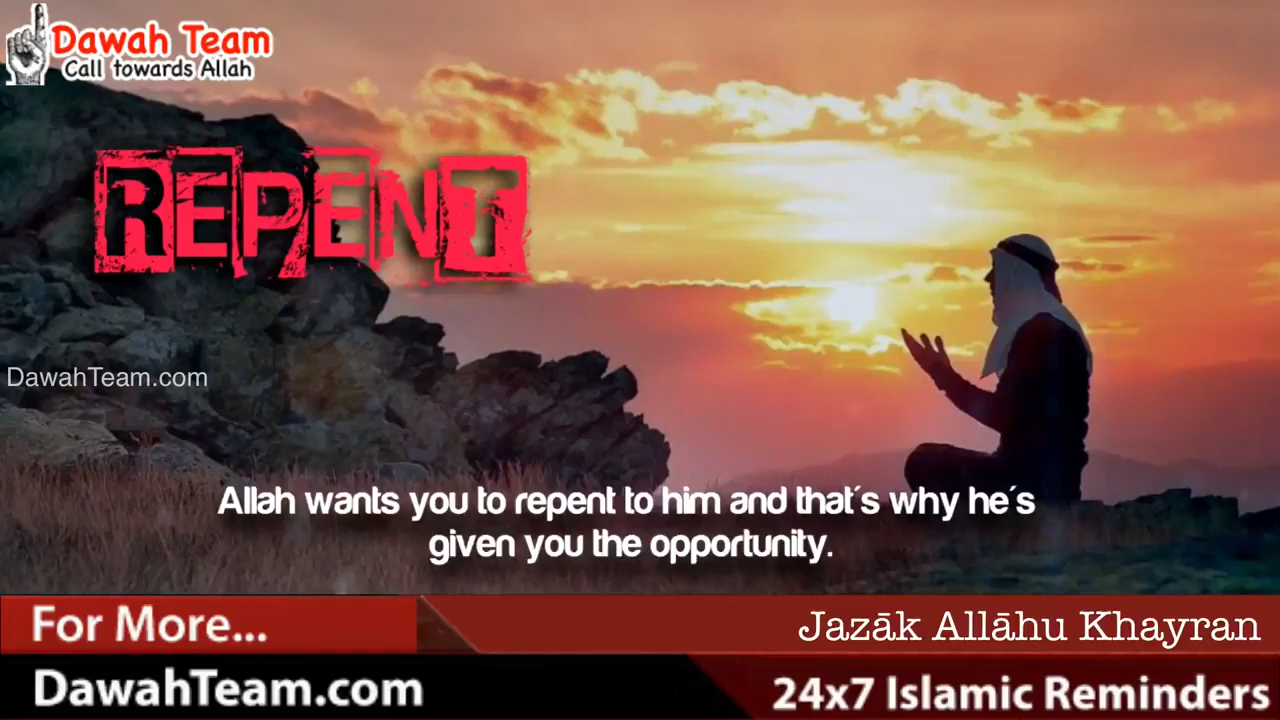 Dawah Team
Call towards Allah
REPENT
DawahTeam.com
Allah wants you to repent to him and that's why he's
given you the opportunity.
For More...
Jazāk Allāhu Khayran
DawahTeam.com
24x7 Islamic Reminders